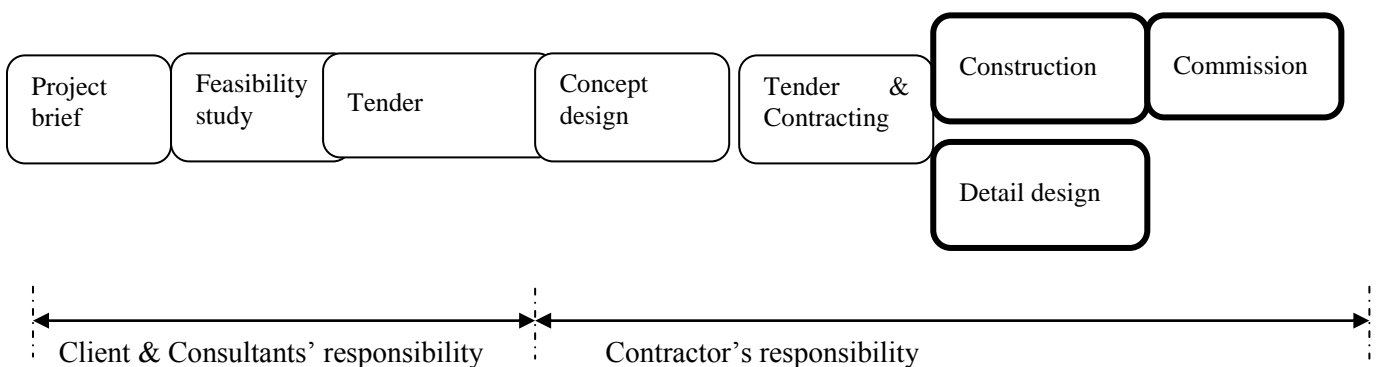 Project
brief
Feasibility
study
Tender
Concept
design
Tender &
Contracting
Construction
Commission
Detail design
Client & Consultants’ responsibility
Contractor’s responsibility